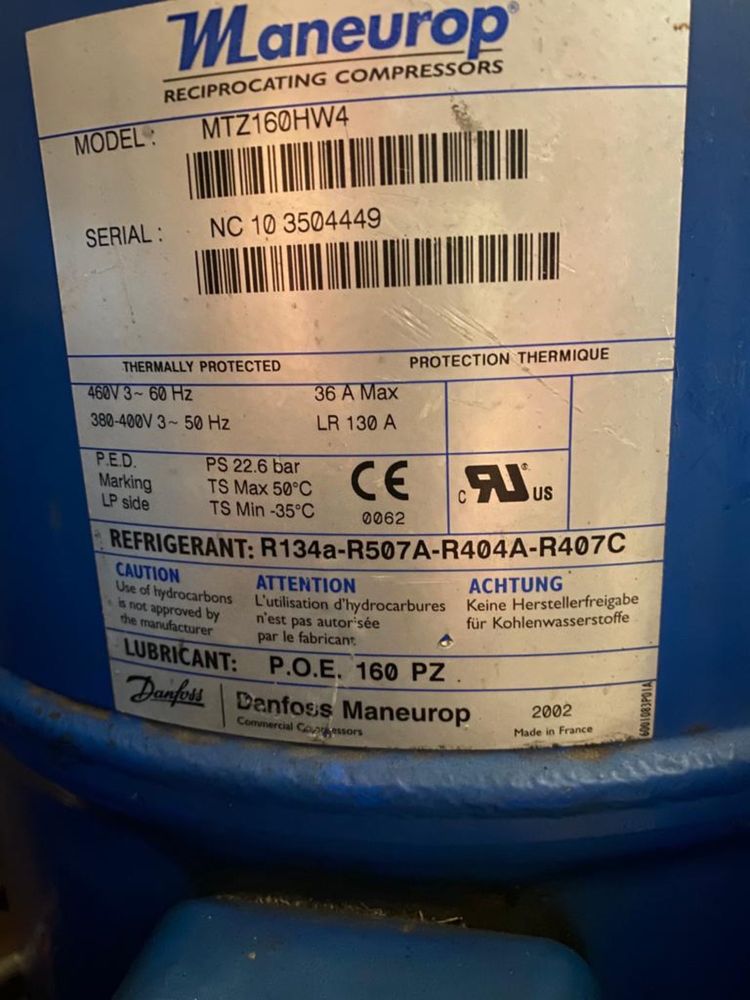 Maneurop®
RECIPROCATING COMPRESSORS
MODEL : MTZ160HW4
SERIAL : NC 10 3504449
THERMALLY PROTECTED PROTECTION THERMIQUE
460V 3~ 60 Hz 36 A Max
380-400V 3~ 50 Hz LR 130 A
P.E.D. PS 22.6 bar
Marking TS Max 50°C
LP side TS Min -35°C
CE
0062
c RU® US
REFRIGERANT: R134a-R507A-R404A-R407C
CAUTION
Use of hydrocarbons
is not approved by
the manufacturer
ATTENTION
L'utilisation d'hydrocarbures
n'est pas autorisée
par le fabricant
ACHTUNG
Keine Herstellerfreigabe
für Kohlenwasserstoffe
LUBRICANT: P.O.E. 160 PZ
Danfoss
Danfoss Maneurop
Commercial Compressors
2002
Made in France
6001083P01A